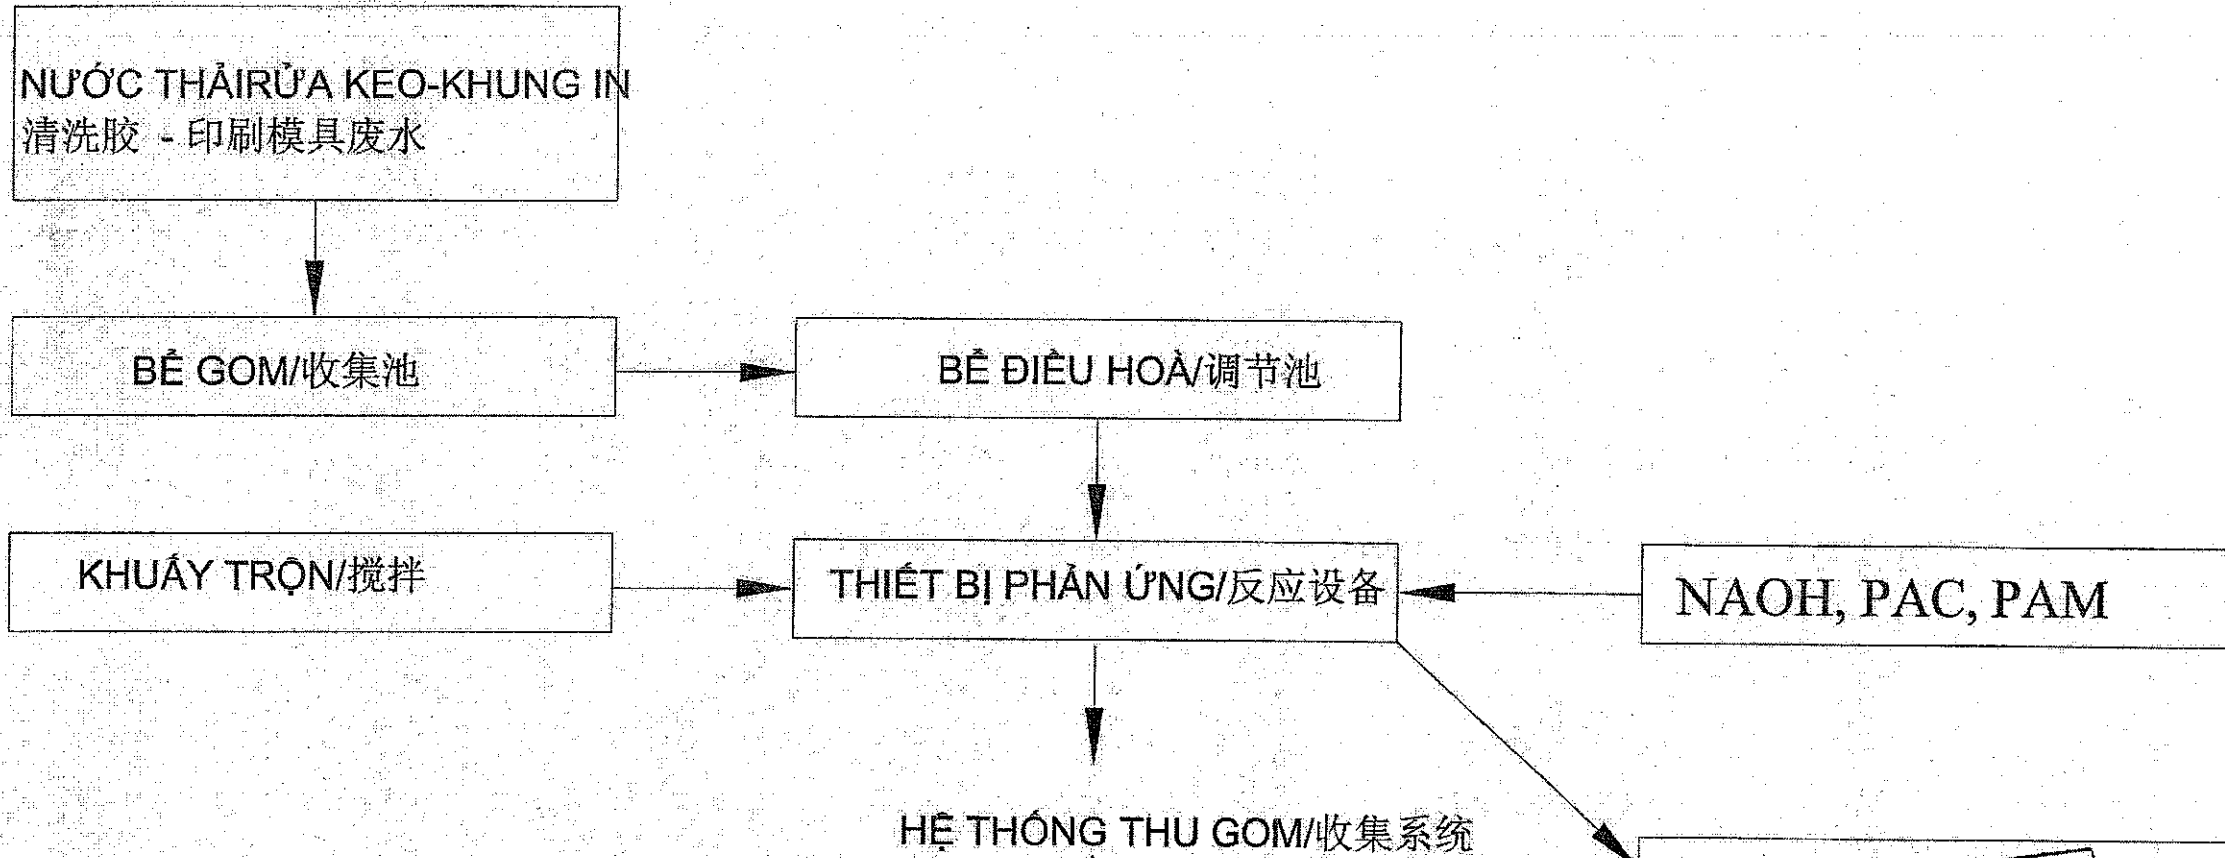 NƯỚC THẢIRỬA KEO-KHUNG IN
清洗胶 - 印刷模具废水
BỂ GOM/收集池
BỂ ĐIỀU HOÀ/调节池
KHUẤY TRỘN/搅拌
THIẾT BỊ PHẢN ỨNG/反应设备
NAOH, PAC, PAM
HỆ THỐNG THU GOM/收集系统